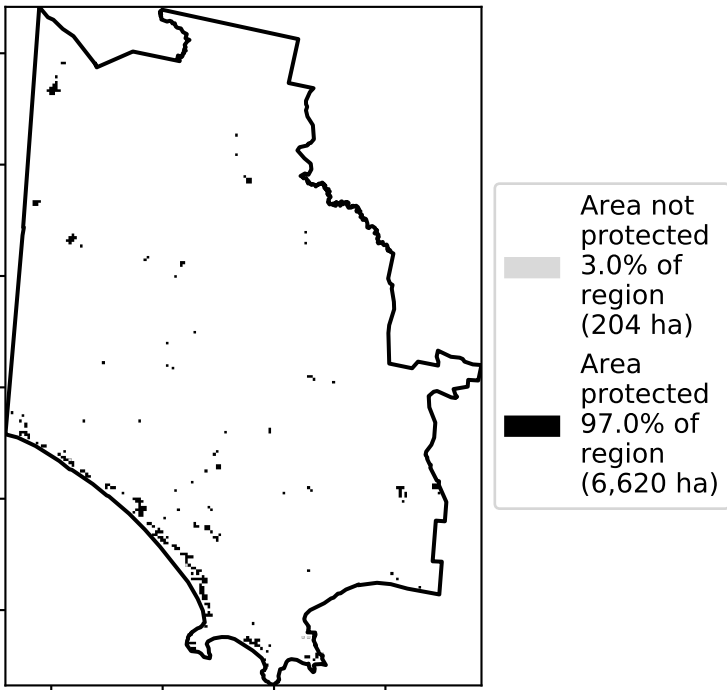 Area not
protected
3.0% of
region
(204 ha)
Area
protected
97.0% of
region
(6,620 ha)